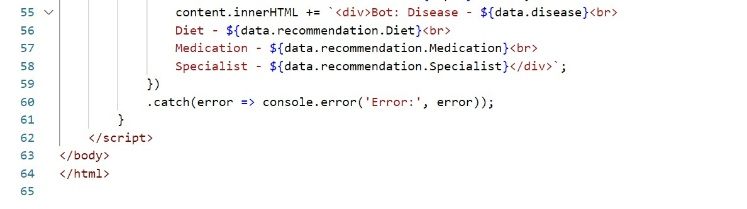 55 content.innerHTML += `<div>Bot: Disease - ${data.disease}<br>
56 Diet - ${data.recommendation.Diet}<br>
57 Medication - ${data.recommendation.Medication}<br>
58 Specialist - ${data.recommendation.Specialist}</div>`;
59 })
60 .catch(error => console.error('Error:', error));
61 }
62 </script>
63 </body>
64 </html>
65